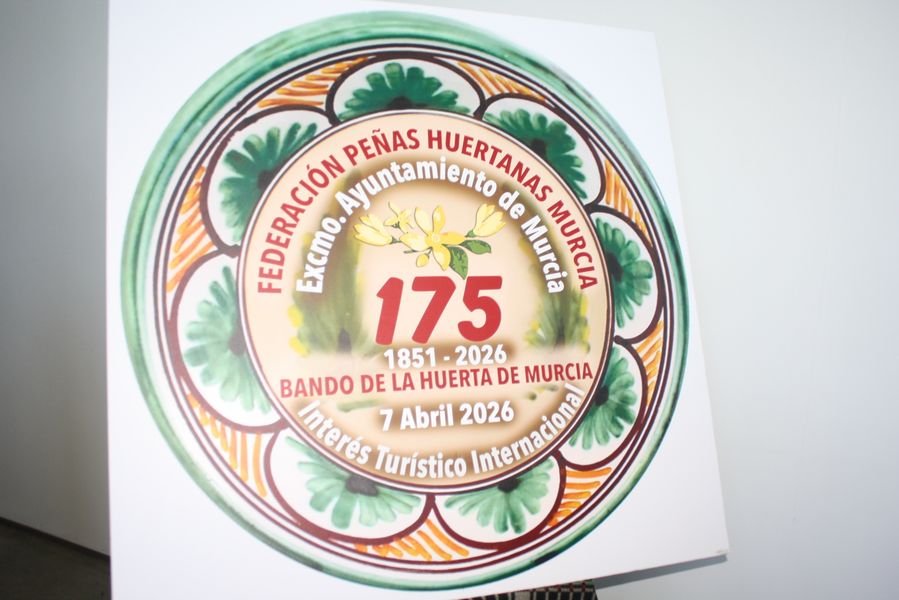 FEDERACIÓN PEÑAS HUERTANAS MURCIA
Excmo. Ayuntamiento de Murcia
175
1851 - 2026
BANDO DE LA HUERTA DE MURCIA
7 Abril 2026
Interés Turístico Internacional